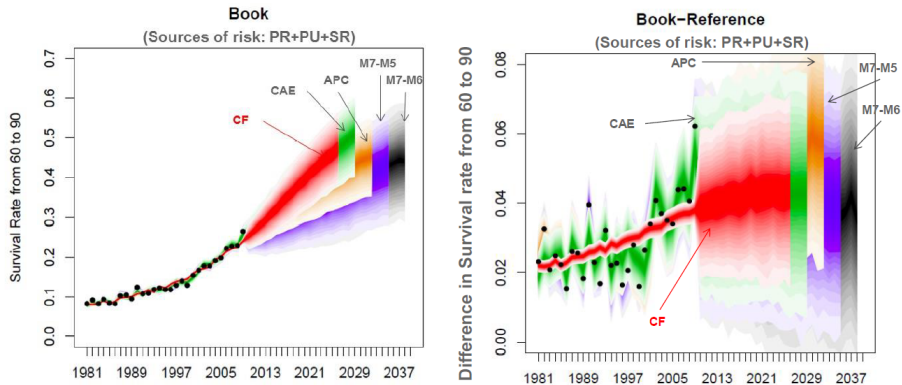 Book
(Sources of risk: PR+PU+SR)
Survival Rate from 60 to 90
0.7
0.6
0.5
0.4
0.3
0.2
0.1
0.0
M7-M5
APC
M7-M6
CAE
CF
1981 1989 1997 2005 2013 2021 2029 2037
Book−Reference
(Sources of risk: PR+PU+SR)
Difference in Survival rate from 60 to 90
0.08
0.06
0.04
0.02
0.00
APC
M7-M5
CAE
M7-M6
CF
1981 1989 1997 2005 2013 2021 2029 2037